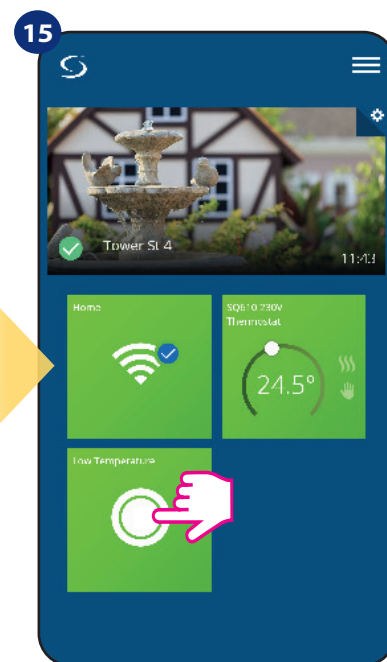 15
Tower St 4
11:43
Home
SQ610 230V
Thermostat
24.5°
Low Temperature